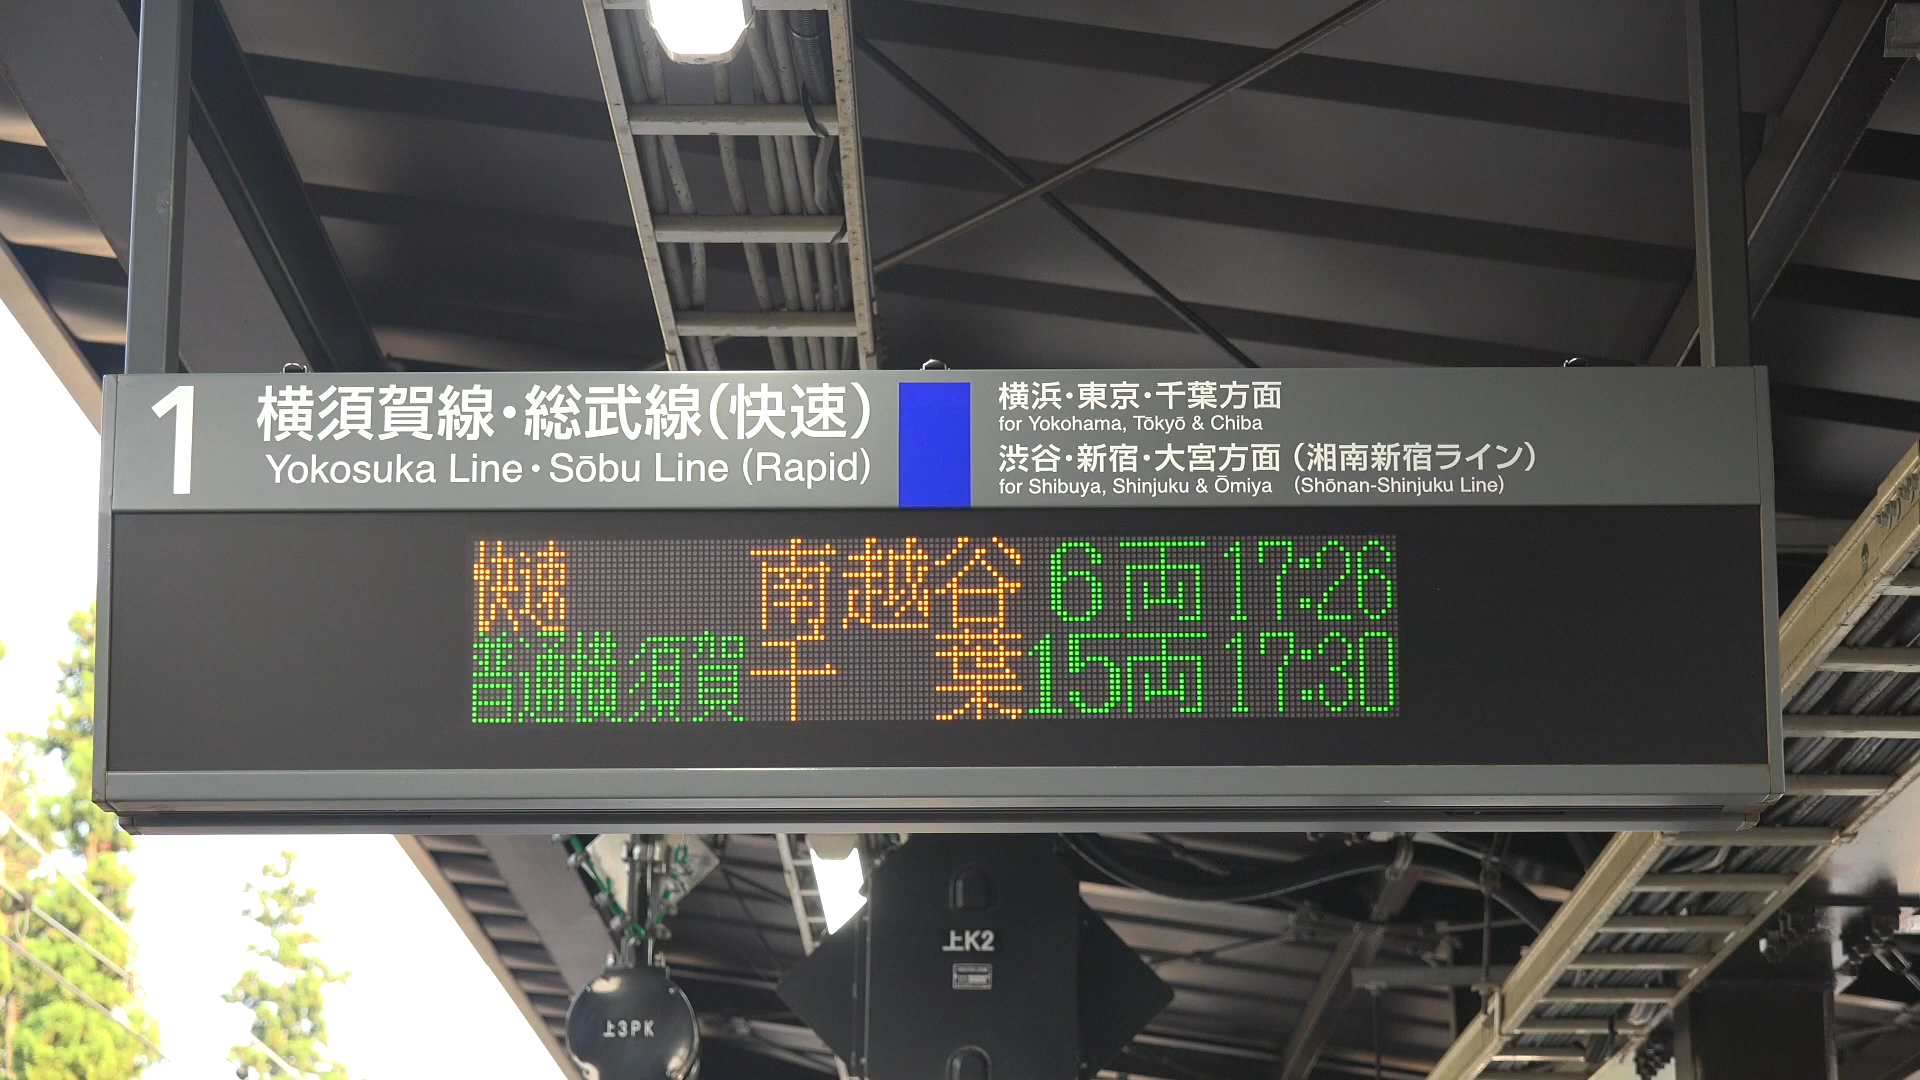 1
横須賀線・総武線（快速）
Yokosuka Line・Sōbu Line (Rapid)
横浜・東京・千葉方面
for Yokohama, Tōkyō & Chiba
渋谷・新宿・大宮方面（湘南新宿ライン）
for Shibuya, Shinjuku & Ōmiya (Shōnan-Shinjuku Line)
快速 南越谷 6両 17:26
普通横須賀 千葉 15両 17:30
上K2
上3PK